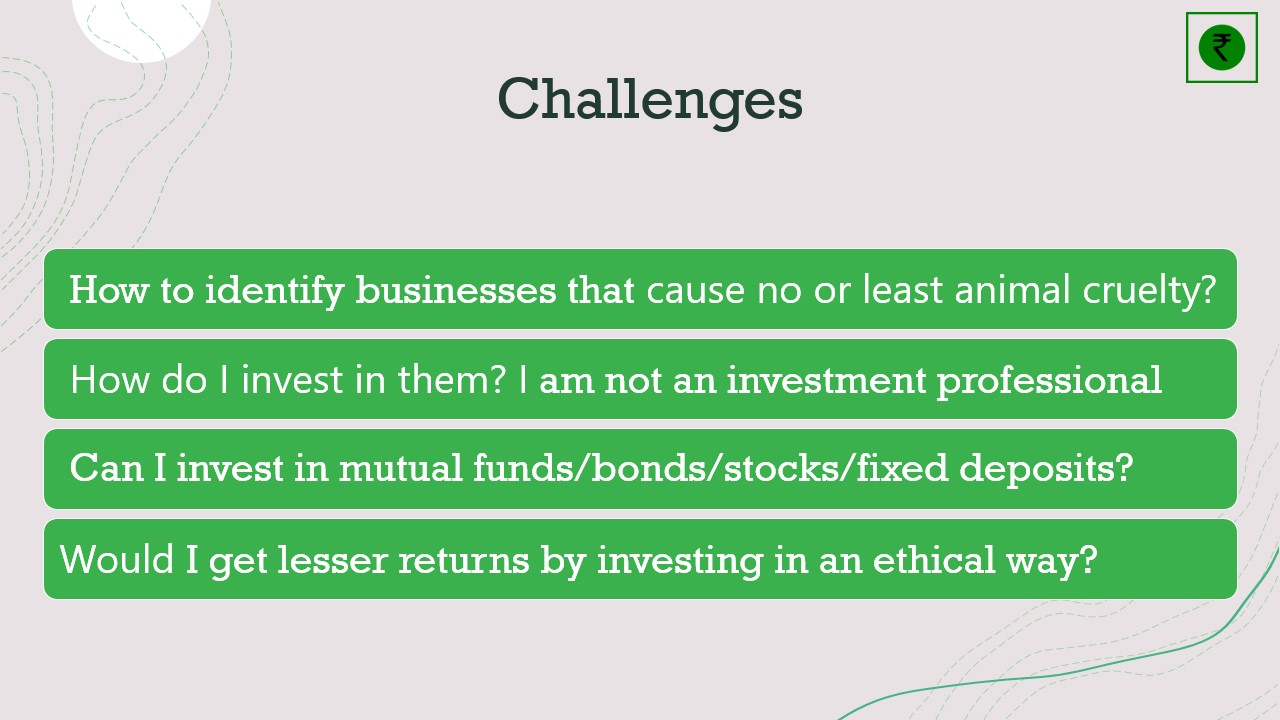 ₹
Challenges
How to identify businesses that cause no or least animal cruelty?
How do I invest in them? I am not an investment professional
Can I invest in mutual funds/bonds/stocks/fixed deposits?
Would I get lesser returns by investing in an ethical way?